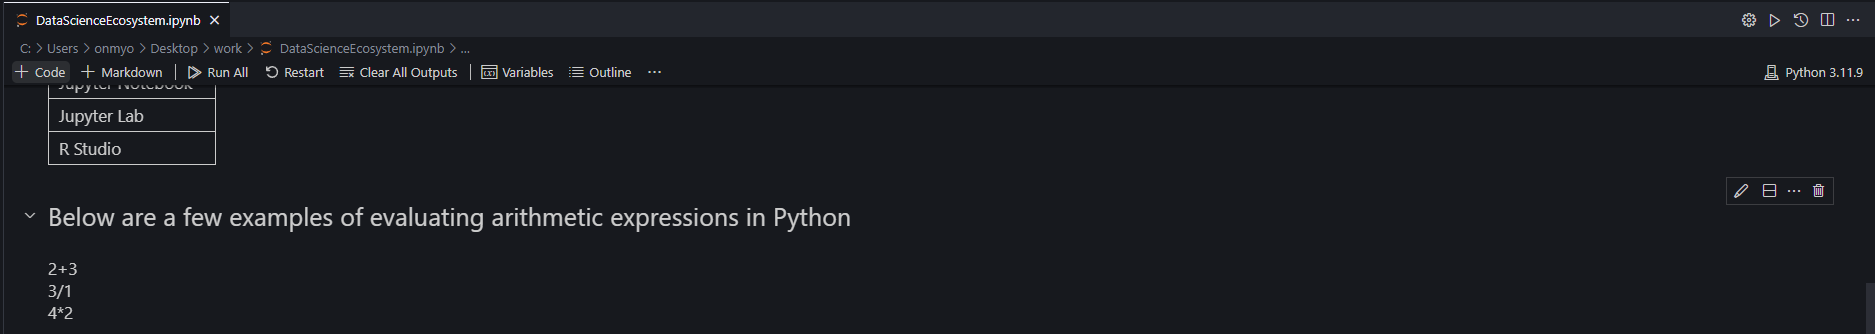 DataScienceEcosystem.ipynb
C: > Users > onmyo > Desktop > work > DataScienceEcosystem.ipynb > ...
+ Code + Markdown | Run All Restart Clear All Outputs | Variables Outline ... Python 3.11.9
Jupyter Notebook
Jupyter Lab
R Studio
Below are a few examples of evaluating arithmetic expressions in Python
2+3
3/1
4*2